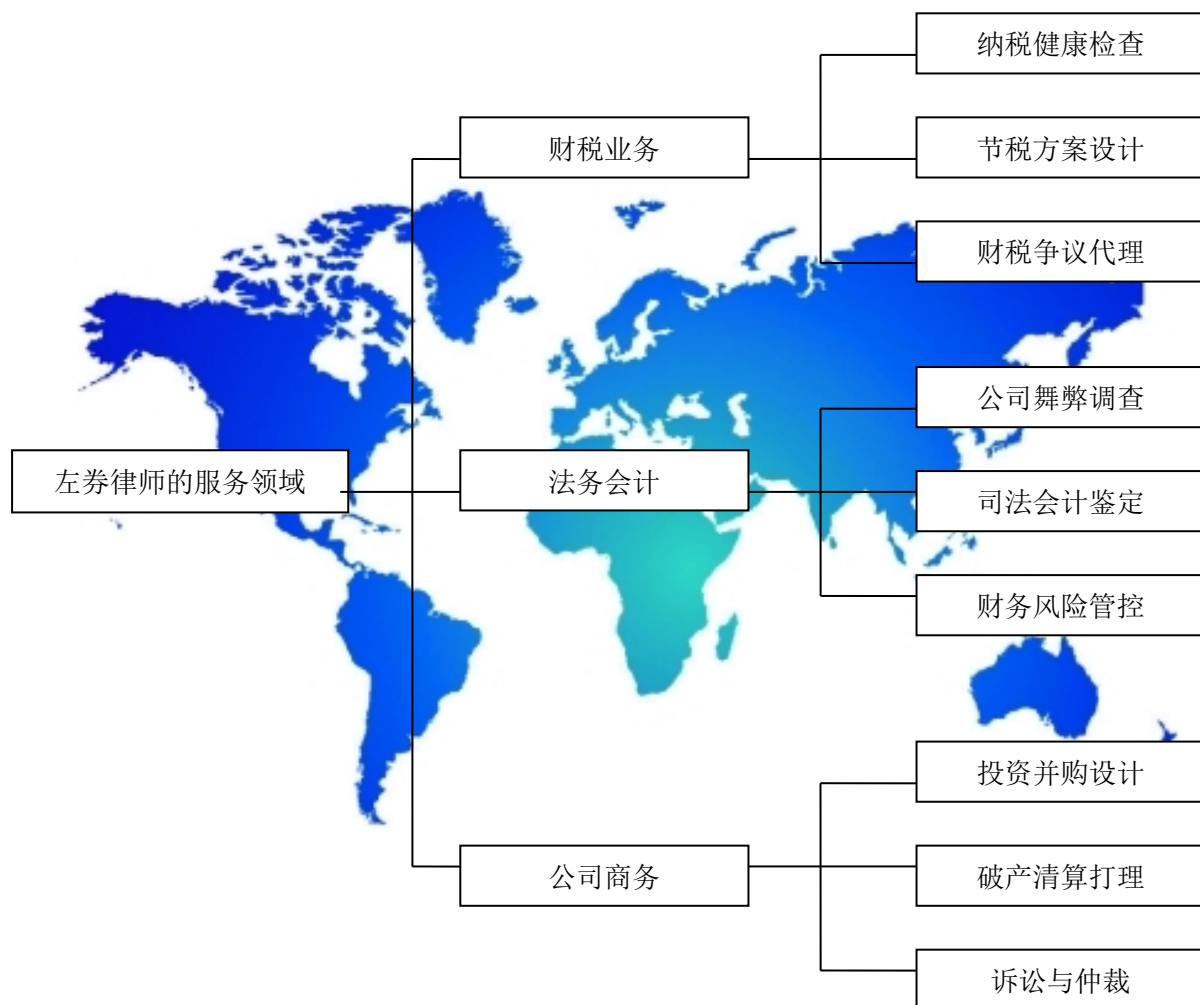 左券律师的服务领域
财税业务
纳税健康检查
节税方案设计
财税争议代理
法务会计
公司舞弊调查
司法会计鉴定
财务风险管控
公司商务
投资并购设计
破产清算打理
诉讼与仲裁